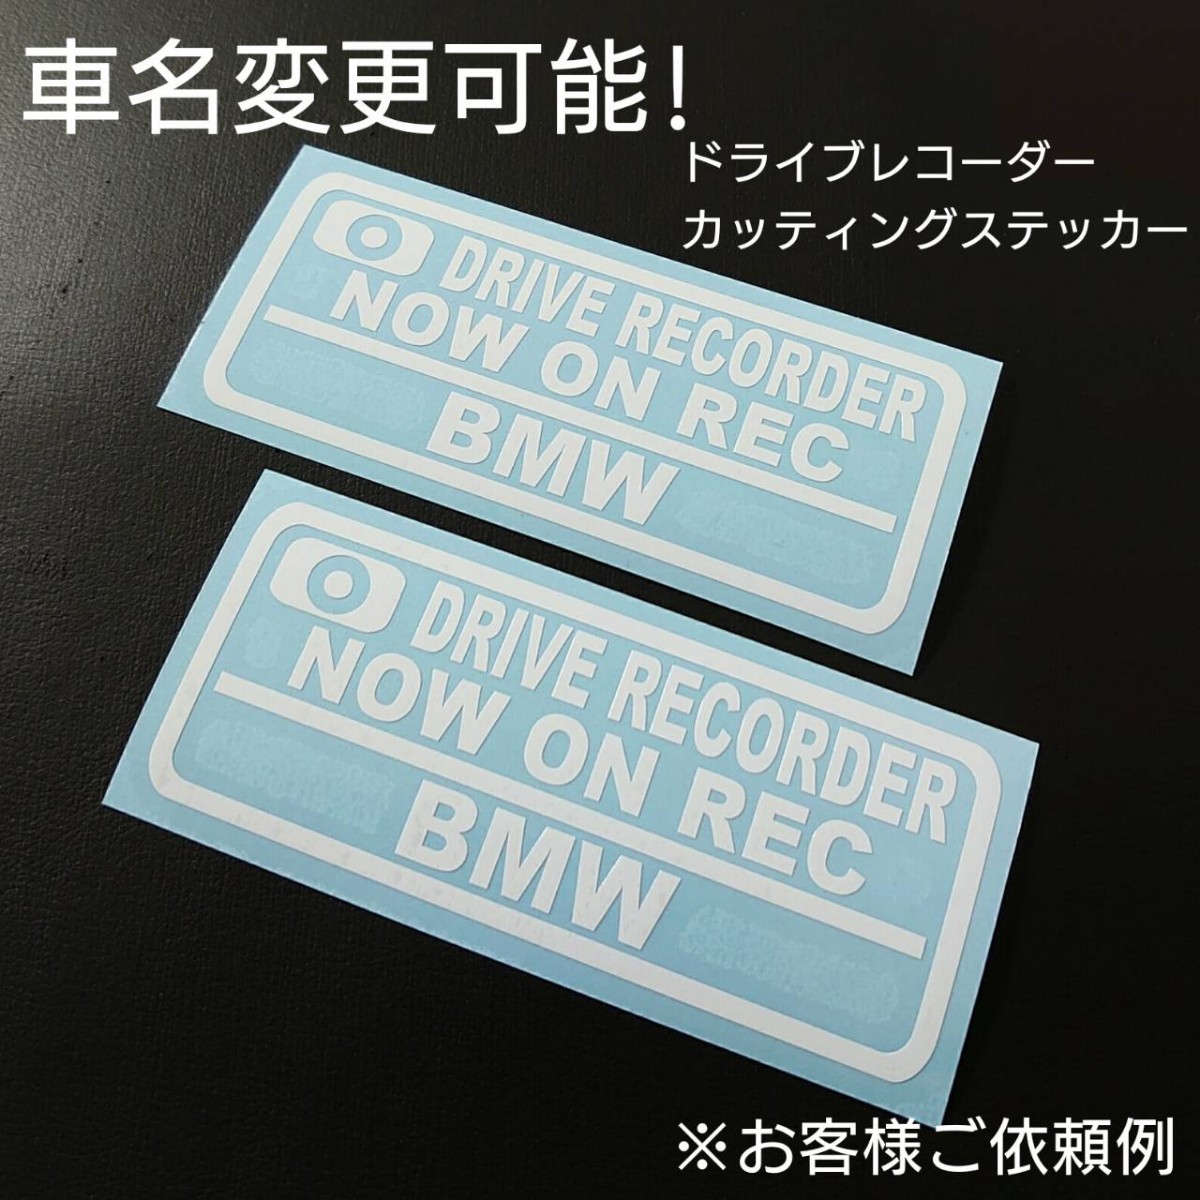 車名変更可能!
ドライブレコーダー
カッティングステッカー
DRIVE RECORDER
NOW ON REC
BMW
DRIVE RECORDER
NOW ON REC
BMW
※お客様ご依頼例